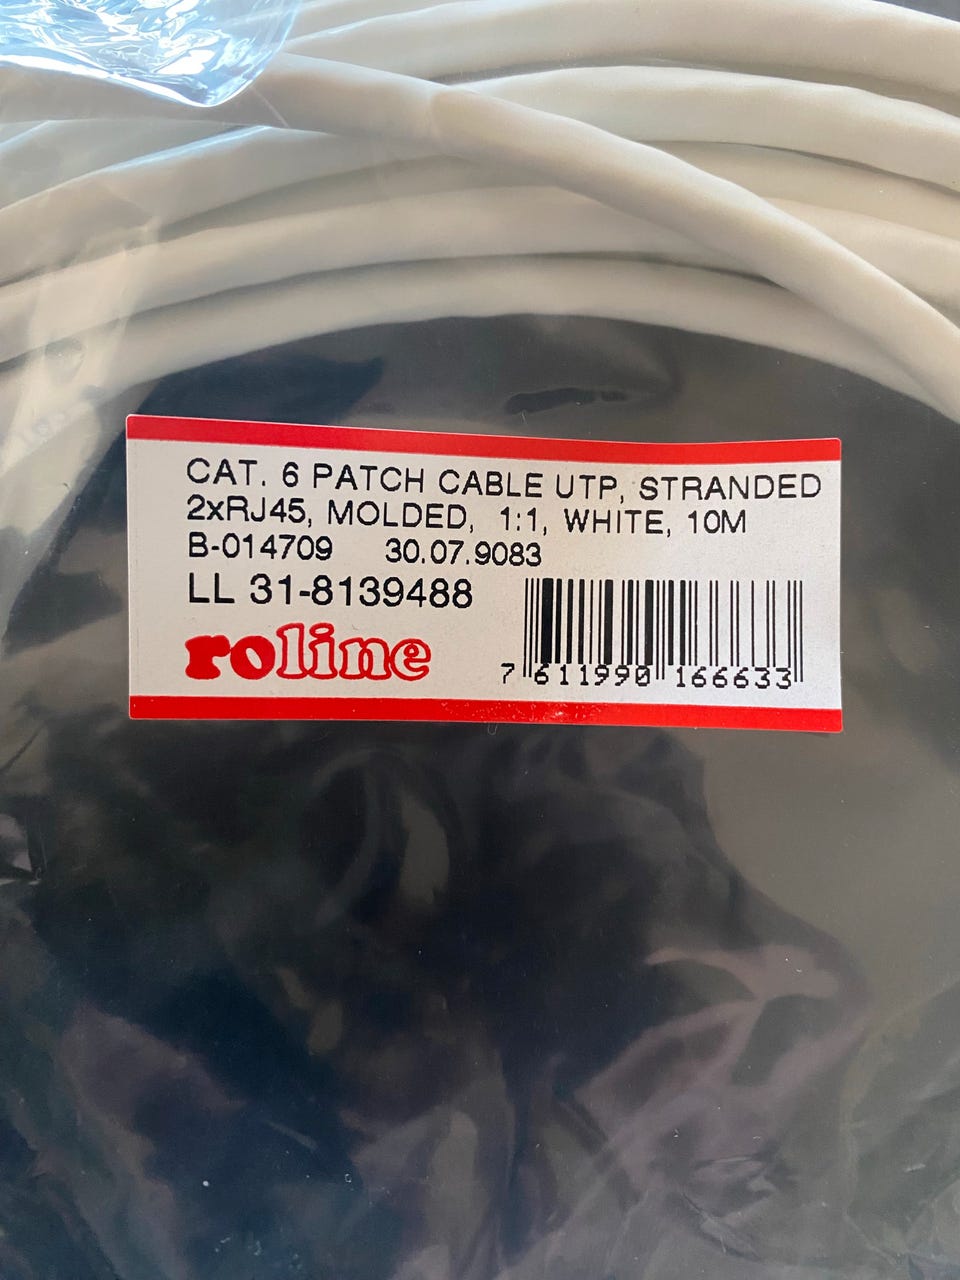 CAT. 6 PATCH CABLE UTP, STRANDED
2xRJ45, MOLDED, 1:1, WHITE, 10M
B-014709 30.07.9083
LL 31-8139488
roline
7 611990 166633